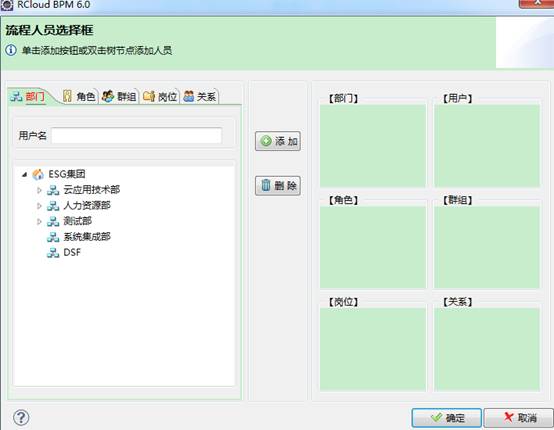 RCloud BPM 6.0
流程人员选择框
单击添加按钮或双击树节点添加人员
部门 角色 群组 岗位 关系
用户名
ESG集团
云应用技术部
人力资源部
测试部
系统集成部
DSF
添 加
删 除
【部门】 【用户】
【角色】 【群组】
【岗位】 【关系】
确定 取消